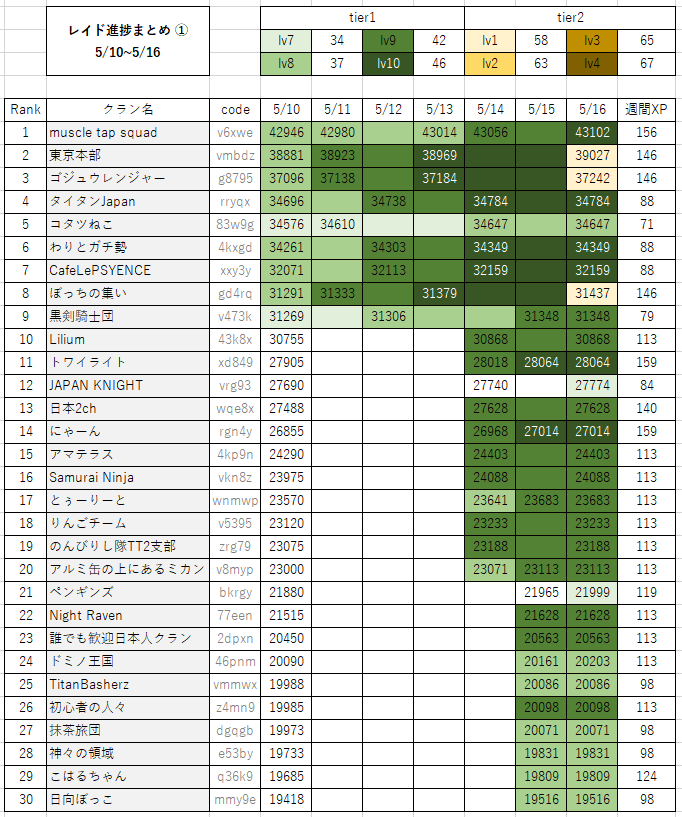 レイド進捗まとめ ①
5/10~5/16
tier1 tier2
lv7 34 lv9 42 lv1 58 lv3 65
lv8 37 lv10 46 lv2 63 lv4 67
Rank クラン名 code 5/10 5/11 5/12 5/13 5/14 5/15 5/16 週間XP
1 muscle tap squad v6xwe 42946 42980 43014 43056 43102 156
2 東京本部 vmbdz 38881 38923 38969 39027 146
3 ゴジュウレンジャー g8795 37096 37138 37184 37242 146
4 タイタンJapan rryqx 34696 34738 34784 34784 88
5 コタツねこ 83w9g 34576 34610 34647 34647 71
6 わりとガチ勢 4kxgd 34261 34303 34349 34349 88
7 CafeLePSYENCE xxy3y 32071 32113 32159 32159 88
8 ぼっちの集い gd4rq 31291 31333 31379 31437 146
9 黒剣騎士団 v473k 31269 31306 31348 31348 79
10 Lilium 43k8x 30755 30868 30868 113
11 トワイライト xd849 27905 28018 28064 28064 159
12 JAPAN KNIGHT vrg93 27690 27740 27774 84
13 日本2ch wqe8x 27488 27628 27628 140
14 にゃーん rgn4y 26855 26968 27014 27014 159
15 アマテラス 4kp9n 24290 24403 24403 113
16 Samurai Ninja vkn8z 23975 24088 24088 113
17 とぅーりーと wnmwp 23570 23641 23683 23683 113
18 りんごチーム v5395 23120 23233 23233 113
19 のんびりし隊TT2支部 zrg79 23075 23188 23188 113
20 アルミ缶の上にあるミカン v8myp 23000 23071 23113 23113 113
21 ペンギンズ bkrgy 21880 21965 21999 119
22 Night Raven 77een 21515 21628 21628 113
23 誰でも歓迎日本人クラン 2dpxn 20450 20563 20563 113
24 ドミノ王国 46pnm 20090 20161 20203 113
25 TitanBasherz vmmwx 19988 20086 20086 98
26 初心者の人々 z4mn9 19985 20098 20098 113
27 抹茶旅団 dgqgb 19973 20071 20071 98
28 神々の領域 e53by 19733 19831 19831 98
29 こはるちゃん q36k9 19685 19809 19809 124
30 日向ぼっこ mmy9e 19418 19516 19516 98